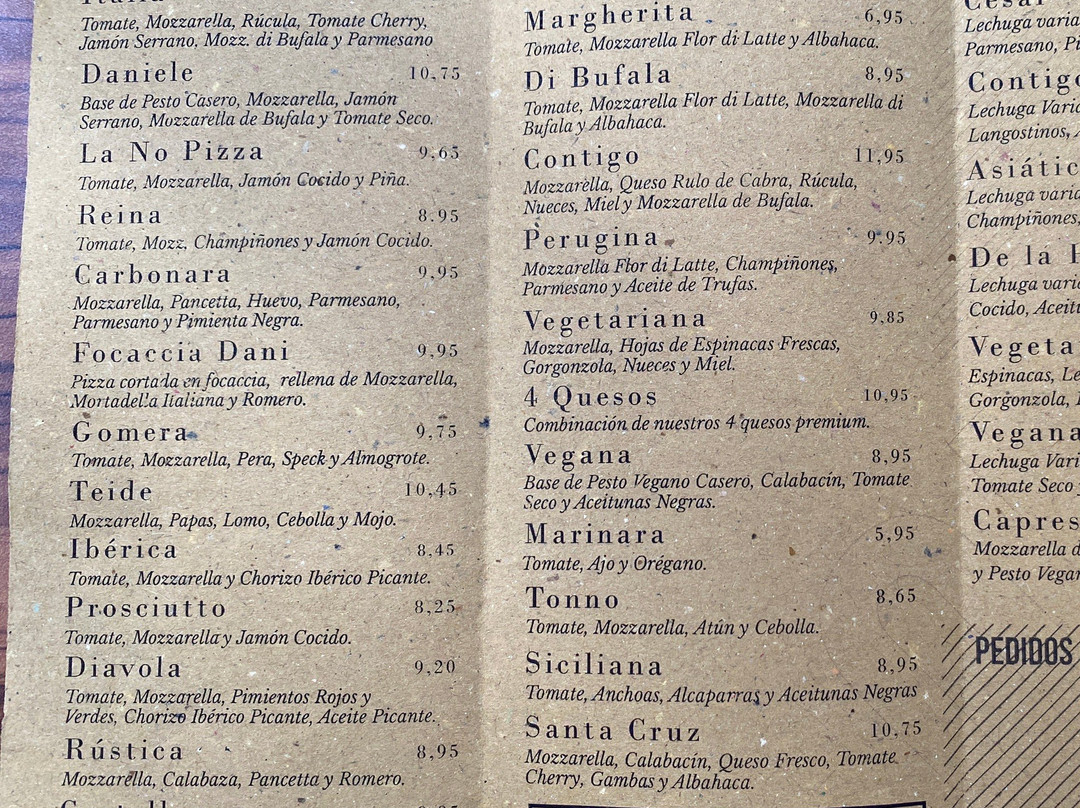 Tomate, Mozzarella, Rúcula, Tomate Cherry,
Jamón Serrano, Mozz. di Bufala y Parmesano
Daniele 10,75
Base de Pesto Casero, Mozzarella, Jamón
Serrano, Mozzarella de Bufala y Tomate Seco.
La No Pizza 9,65
Tomate, Mozzarella, Jamón Cocido y Piña.
Reina 8.95
Tomate, Mozz, Champiñones y Jamón Cocido.
Carbonara 9,95
Mozzarella, Pancetta, Huevo, Parmesano,
Parmesano y Pimienta Negra.
Focaccia Dani 9,95
Pizza cortada en focaccia, rellena de Mozzarella,
Mortadella Italiana y Romero.
Gomera 9,75
Tomate, Mozzarella, Pera, Speck y Almogrote.
Teide 10,45
Mozzarella, Papas, Lomo, Cebolla y Mojo.
Ibérica 8,45
Tomate, Mozzarella y Chorizo Ibérico Picante.
Prosciutto 8,25
Tomate, Mozzarella y Jamón Cocido.
Diavola 9,20
Tomate, Mozzarella, Pimientos Rojos y
Verdes, Chorizo Ibérico Picante, Aceite Picante.
Rústica 8,95
Mozzarella, Calabaza, Pancetta y Romero.
Margherita 6,95
Tomate, Mozzarella Flor di Latte y Albahaca.
Di Bufala 8,95
Tomate, Mozzarella Flor di Latte, Mozzarella di
Bufala y Albahaca.
Contigo 11,95
Mozzarella, Queso Rulo de Cabra, Rúcula,
Nueces, Miel y Mozzarella de Bufala.
Perugina 9.95
Mozzarella Flor di Latte, Champiñones,
Parmesano y Aceite de Trufas.
Vegetariana 9,85
Mozzarella, Hojas de Espinacas Frescas,
Gorgonzola, Nueces y Miel.
4 Quesos 10,95
Combinación de nuestros 4 quesos premium.
Vegana 8,95
Base de Pesto Vegano Casero, Calabacín, Tomate
Seco y Aceitunas Negras.
Marinara 5,95
Tomate, Ajo y Orégano.
Tonno 8,65
Tomate, Mozzarella, Atún y Cebolla.
Siciliana 8,95
Tomate, Anchoas, Alcaparras y Aceitunas Negras
Santa Cruz 10,75
Mozzarella, Calabacín, Queso Fresco, Tomate
Cherry, Gambas y Albahaca.
Lechuga varia
Parmesano, Pi
Contigo
Lechuga Varia
Langostinos,
Asiátic
Lechuga varia
Champiñones,
De la
Lechuga varia
Cocido, Aceitu
Vegeta
Espinacas, Le
Gorgonzola,
Vegana
Lechuga Vari
Tomate Seco
Capres
Mozzarella d
y Pesto Vegan
PEDIDOS